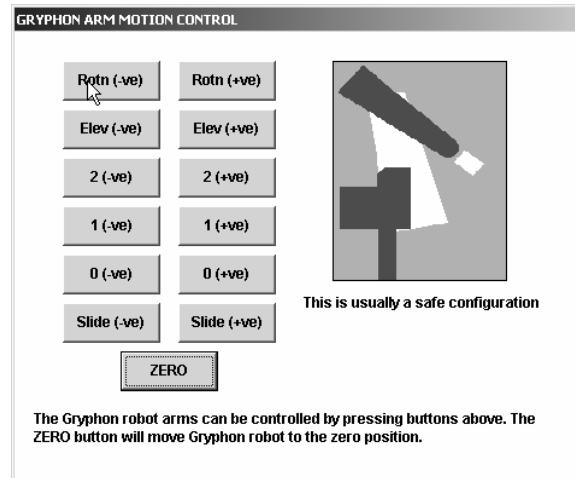 GRYPHON ARM MOTION CONTROL
Rotn (-ve) Rotn (+ve)
Elev (-ve) Elev (+ve)
2 (-ve) 2 (+ve)
1 (-ve) 1 (+ve)
0 (-ve) 0 (+ve)
Slide (-ve) Slide (+ve)
ZERO
This is usually a safe configuration
The Gryphon robot arms can be controlled by pressing buttons above. The
ZERO button will move Gryphon robot to the zero position.